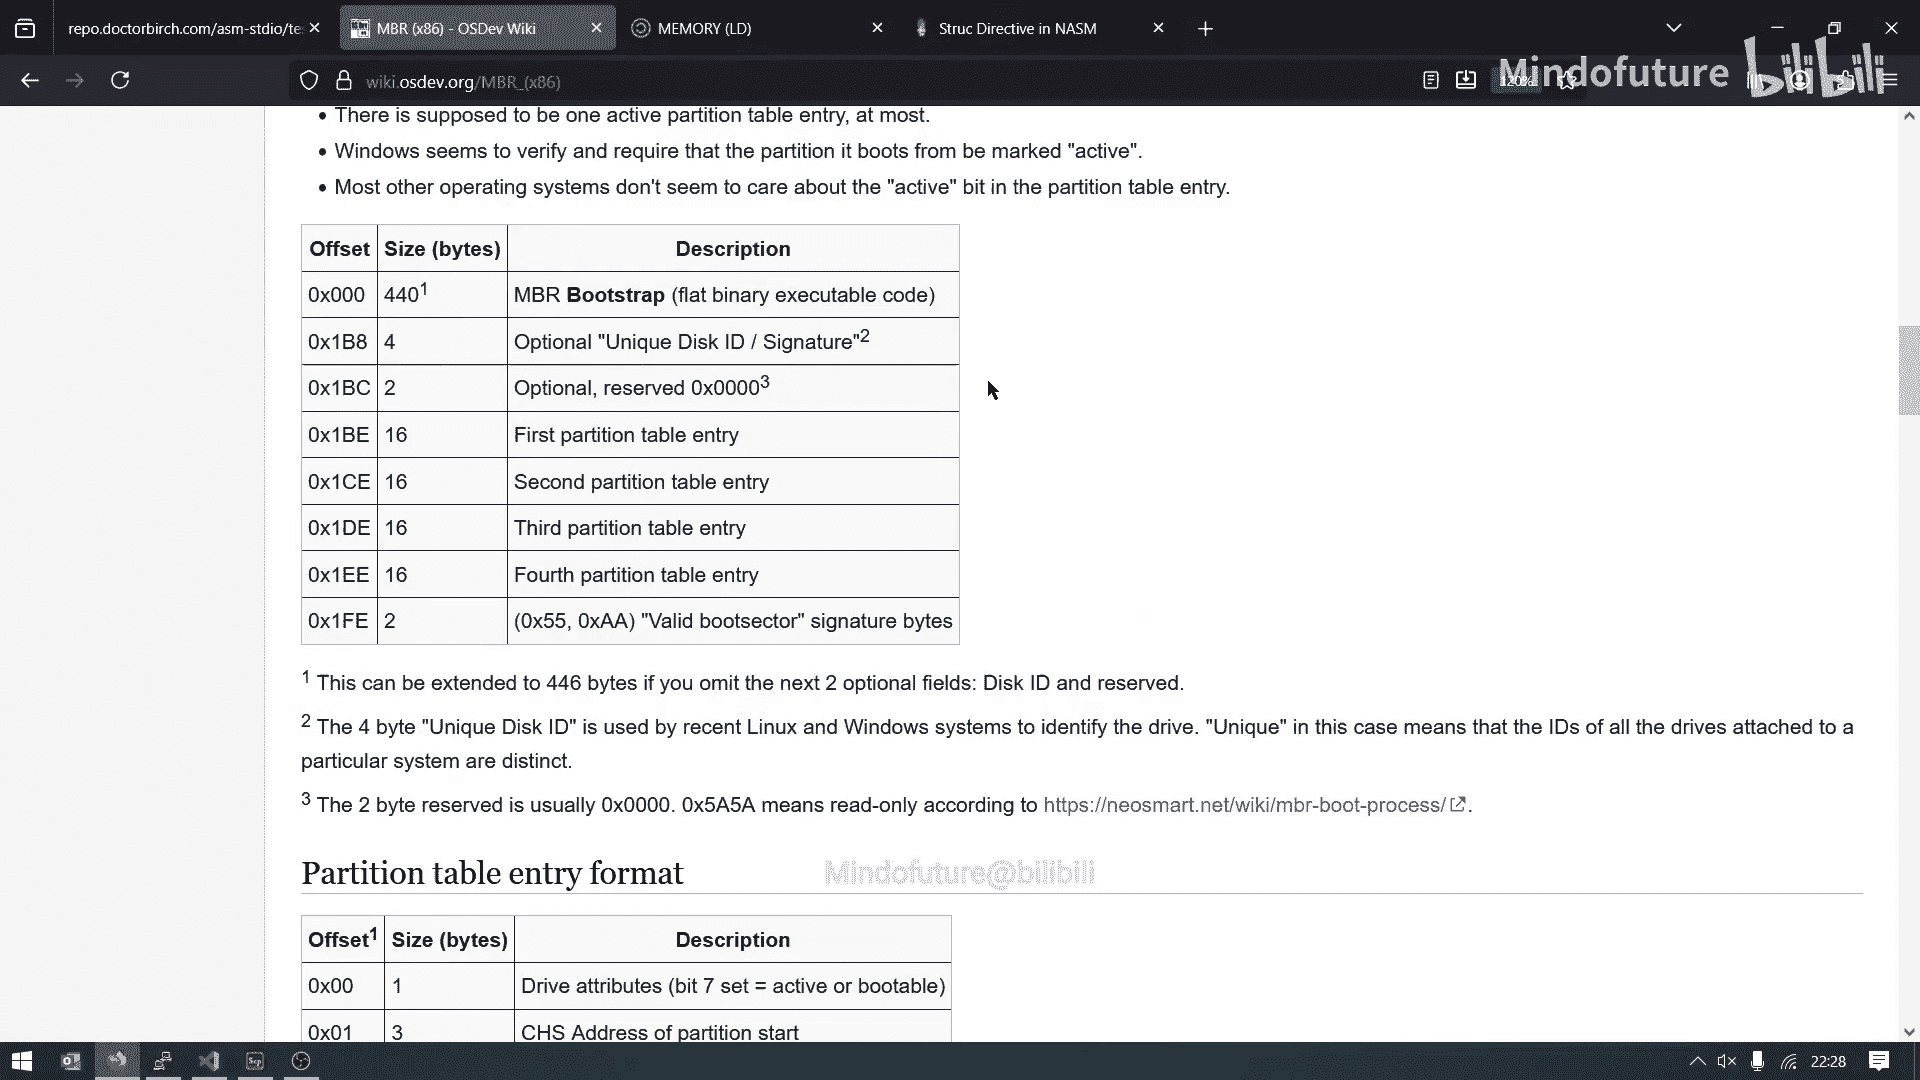 repo.doctorbirch.com/asm-stdio/te
MBR (x86) - OSDev Wiki
MEMORY (LD)
Struc Directive in NASM
wiki.osdev.org/MBR_(x86)
120%
Mindofuture bilibili
• There is supposed to be one active partition table entry, at most.
• Windows seems to verify and require that the partition it boots from be marked "active".
• Most other operating systems don't seem to care about the "active" bit in the partition table entry.
Offset Size (bytes) Description
0x000 440¹ MBR Bootstrap (flat binary executable code)
0x1B8 4 Optional "Unique Disk ID / Signature"²
0x1BC 2 Optional, reserved 0x0000³
0x1BE 16 First partition table entry
0x1CE 16 Second partition table entry
0x1DE 16 Third partition table entry
0x1EE 16 Fourth partition table entry
0x1FE 2 (0x55, 0xAA) "Valid bootsector" signature bytes
¹ This can be extended to 446 bytes if you omit the next 2 optional fields: Disk ID and reserved.
² The 4 byte "Unique Disk ID" is used by recent Linux and Windows systems to identify the drive. "Unique" in this case means that the IDs of all the drives attached to a
particular system are distinct.
³ The 2 byte reserved is usually 0x0000. 0x5A5A means read-only according to https://neosmart.net/wiki/mbr-boot-process/.
Partition table entry format
Mindofuture@bilibili
Offset¹ Size (bytes) Description
0x00 1 Drive attributes (bit 7 set = active or bootable)
0x01 3 CHS Address of partition start
22:28